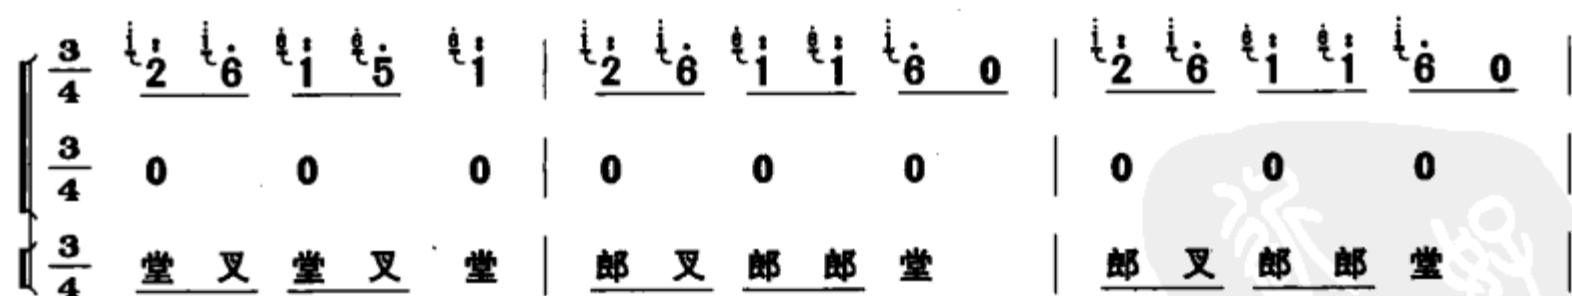 3/4 2 6 1 5 1 | 2 6 1 1 6 0 | 2 6 1 1 6 0 |
3/4 0 0 0 | 0 0 0 | 0 0 0 |
3/4 堂 叉 堂 叉 堂 | 郎 叉 郎 郎 堂 | 郎 叉 郎 郎 堂 |